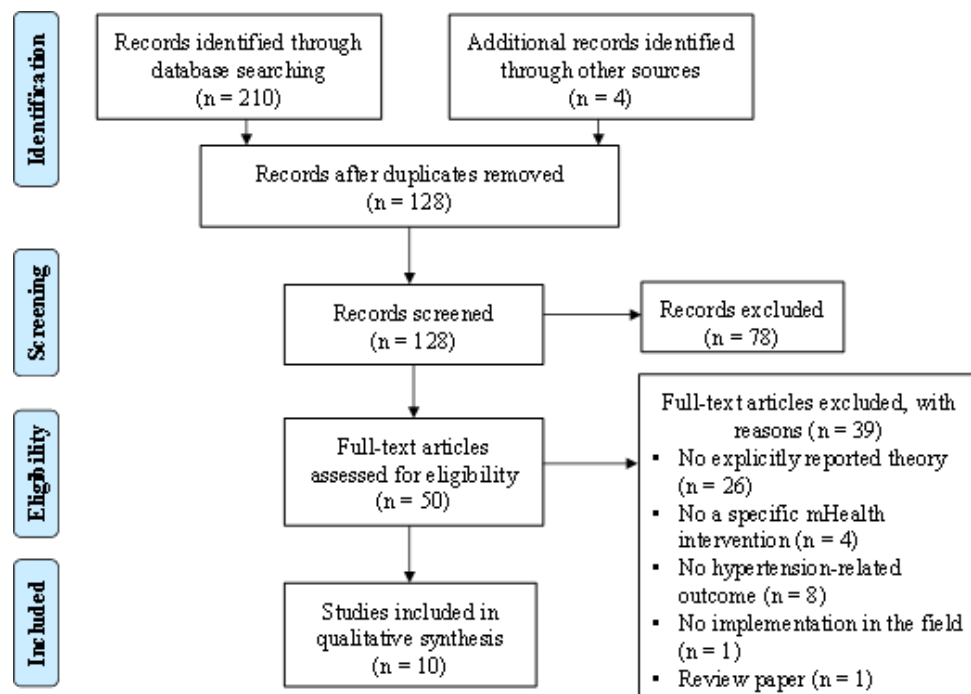 Identification
Records identified through
database searching
(n = 210)
Additional records identified
through other sources
(n = 4)
Records after duplicates removed
(n = 128)
Screening
Records screened
(n = 128)
Records excluded
(n = 78)
Eligibility
Full-text articles
assessed for eligibility
(n = 50)
Full-text articles excluded, with
reasons (n = 39)
▪ No explicitly reported theory
(n = 26)
▪ No a specific mHealth
intervention (n = 4)
▪ No hypertension-related
outcome (n = 8)
▪ No implementation in the field
(n = 1)
▪ Review paper (n = 1)
Included
Studies included in
qualitative synthesis
(n = 10)